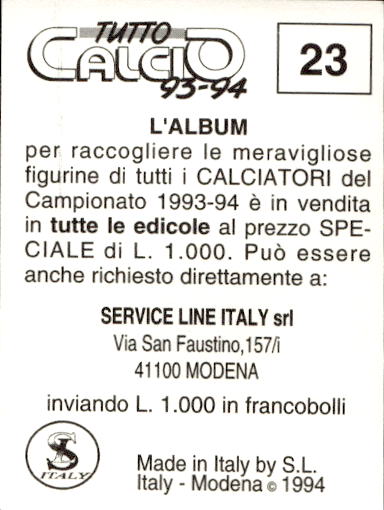 TUTTO
CALCIO
93-94
23
L'ALBUM
per raccogliere le meravigliose
figurine di tutti i CALCIATORI del
Campionato 1993-94 è in vendita
in tutte le edicole al prezzo SPE-
CIALE di L. 1.000. Può essere
anche richiesto direttamente a:
SERVICE LINE ITALY srl
Via San Faustino,157/i
41100 MODENA
inviando L. 1.000 in francobolli
SL
ITALY
Made in Italy by S.L.
Italy - Modena © 1994